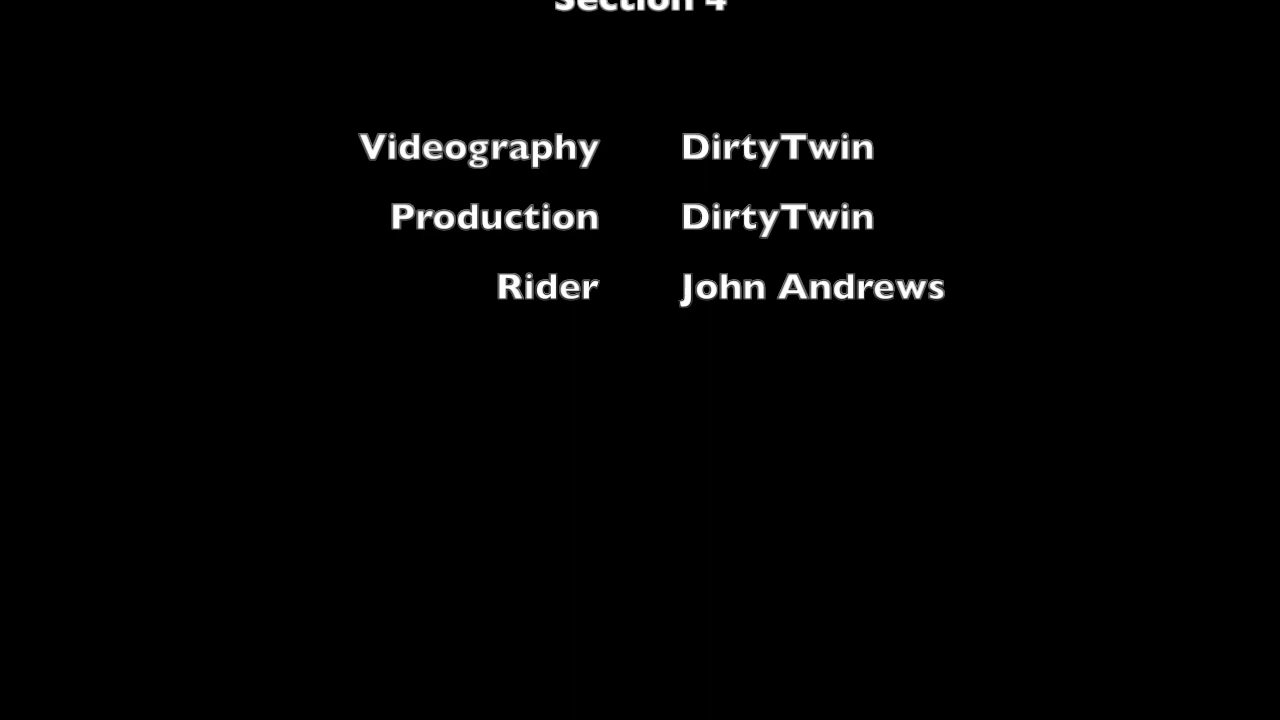 Section 4
Videography DirtyTwin
Production DirtyTwin
Rider John Andrews